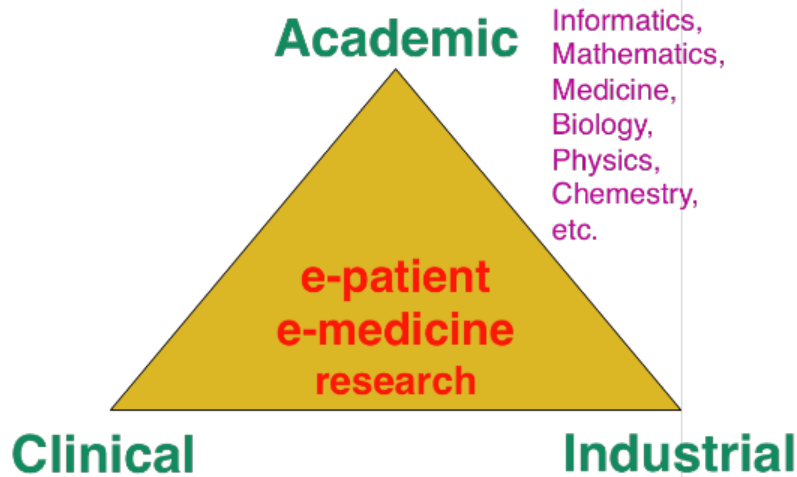 Academic
Informatics,
Mathematics,
Medicine,
Biology,
Physics,
Chemestry,
etc.
e-patient
e-medicine
research
Clinical
Industrial